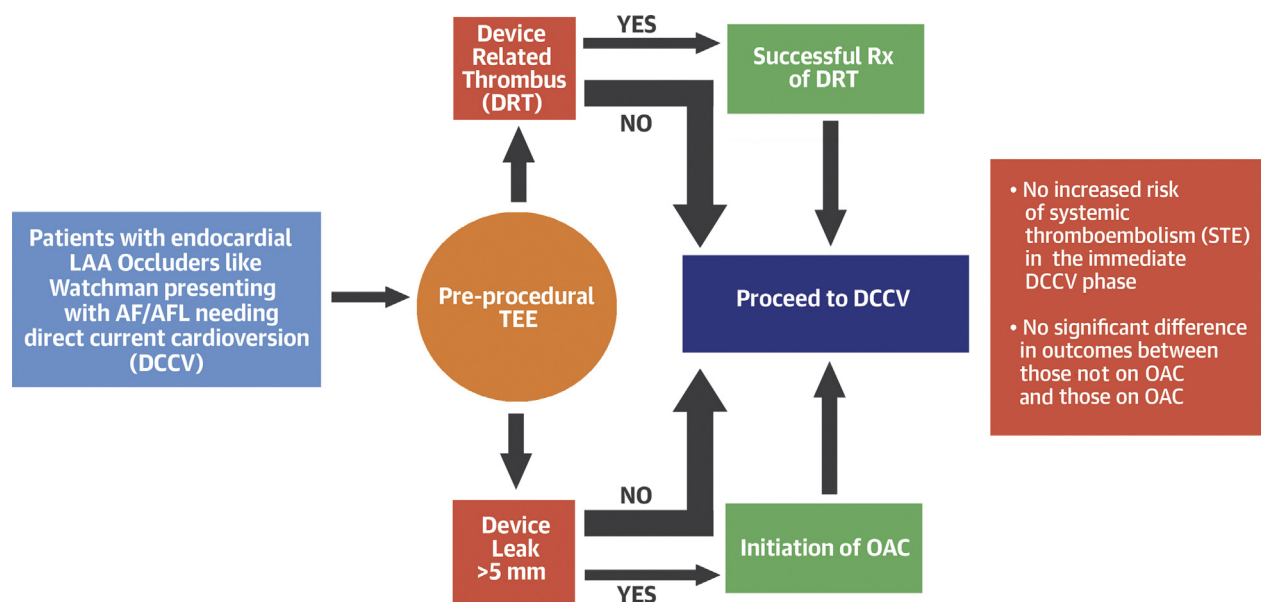 Patients with endocardial
LAA Occluders like
Watchman presenting
with AF/AFL needing
direct current cardioversion
(DCCV)
Pre-procedural
TEE
Device
Related
Thrombus
(DRT)
YES
NO
Successful Rx
of DRT
Proceed to DCCV
Device
Leak
>5 mm
NO
YES
Initiation of OAC
• No increased risk
of systemic
thromboembolism (STE)
in the immediate
DCCV phase
• No significant difference
in outcomes between
those not on OAC
and those on OAC